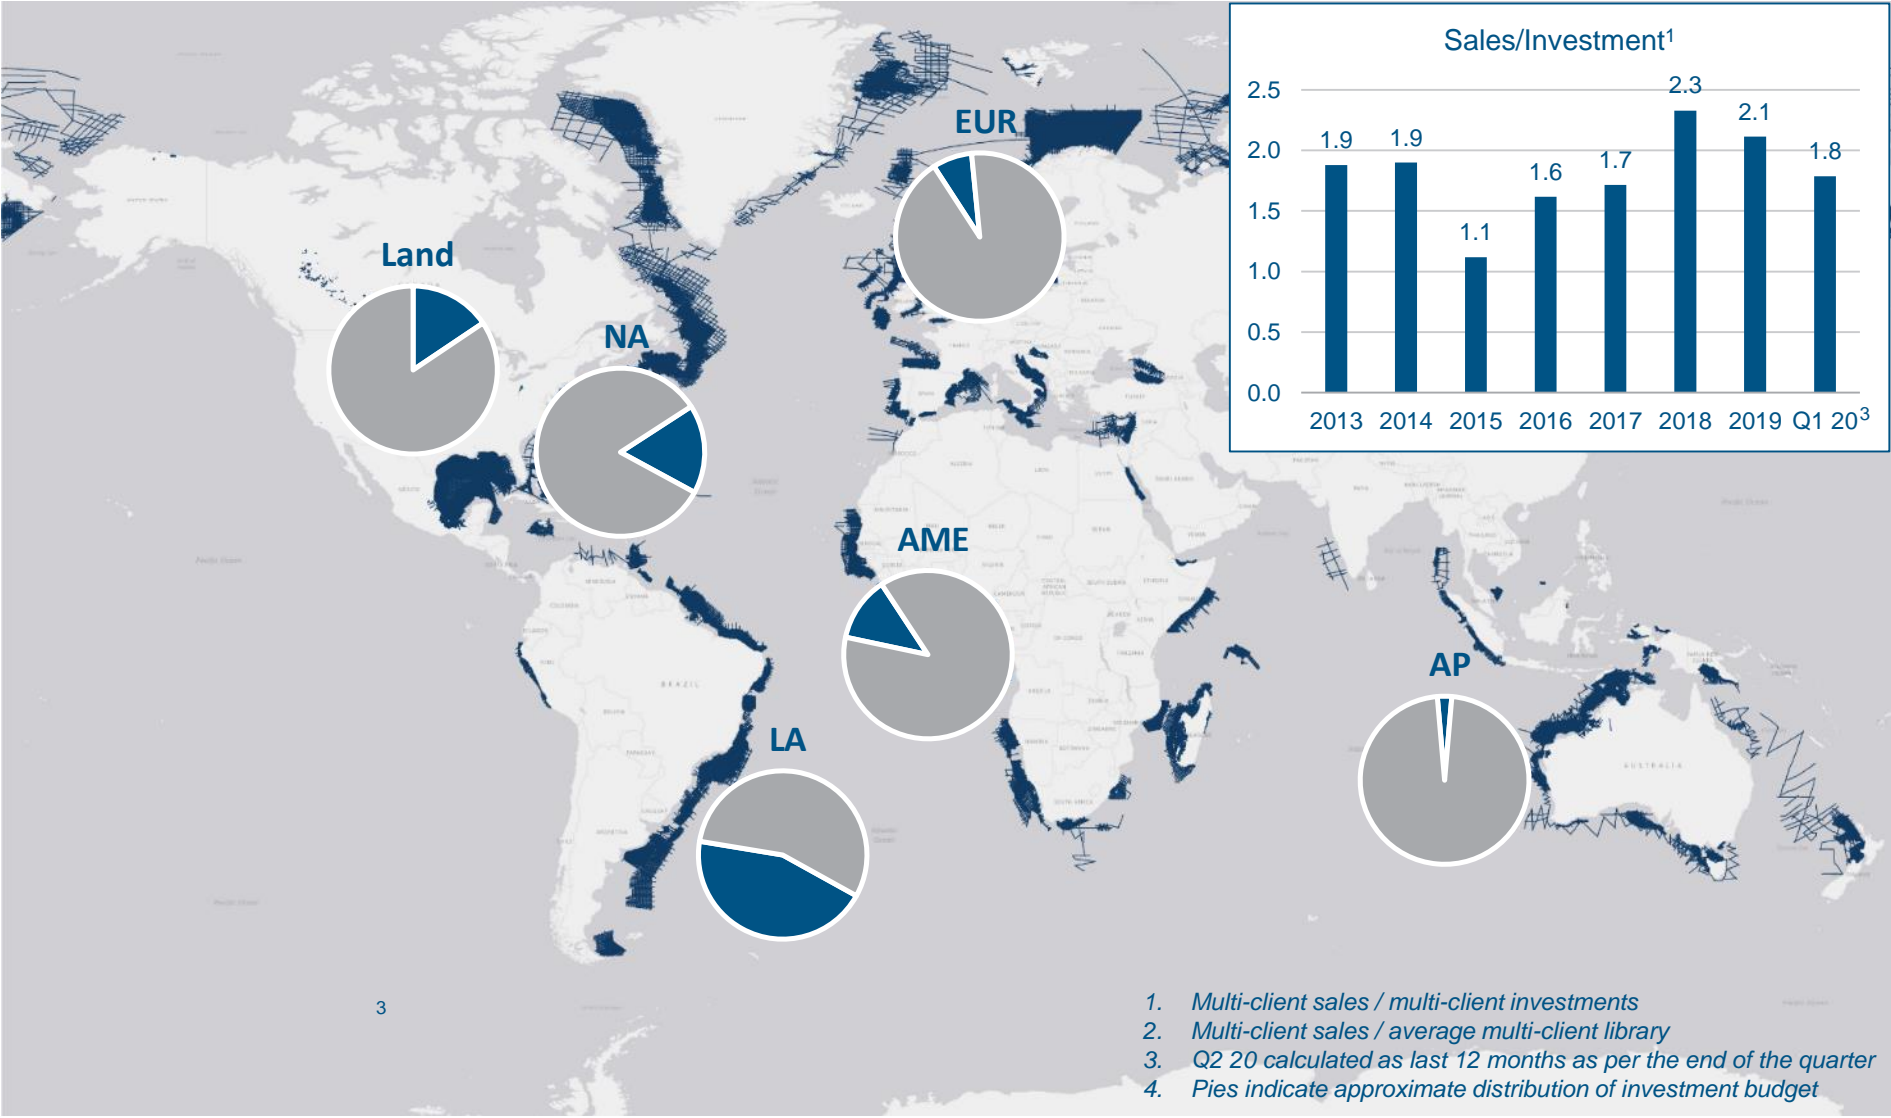 Sales/Investment¹
2.5
2.0
1.5
1.0
0.5
0.0
1.9
1.9
1.1
1.6
1.7
2.3
2.1
1.8
2013 2014 2015 2016 2017 2018 2019 Q1 20³
EUR
Land
NA
AME
AP
LA
BRAZIL
AUSTRALIA
3
1. Multi-client sales / multi-client investments
2. Multi-client sales / average multi-client library
3. Q2 20 calculated as last 12 months as per the end of the quarter
4. Pies indicate approximate distribution of investment budget